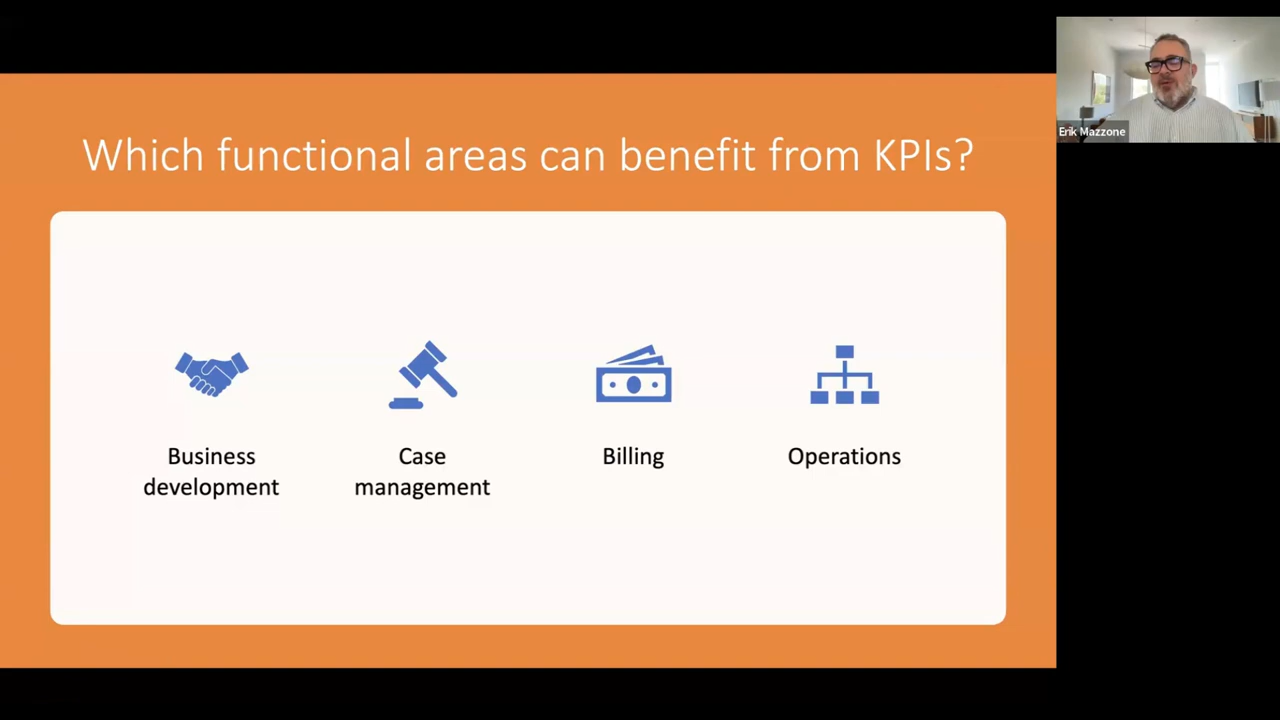 Which functional areas can benefit from KPIs?
Erik Mazzone
Business
development
Case
management
Billing
Operations